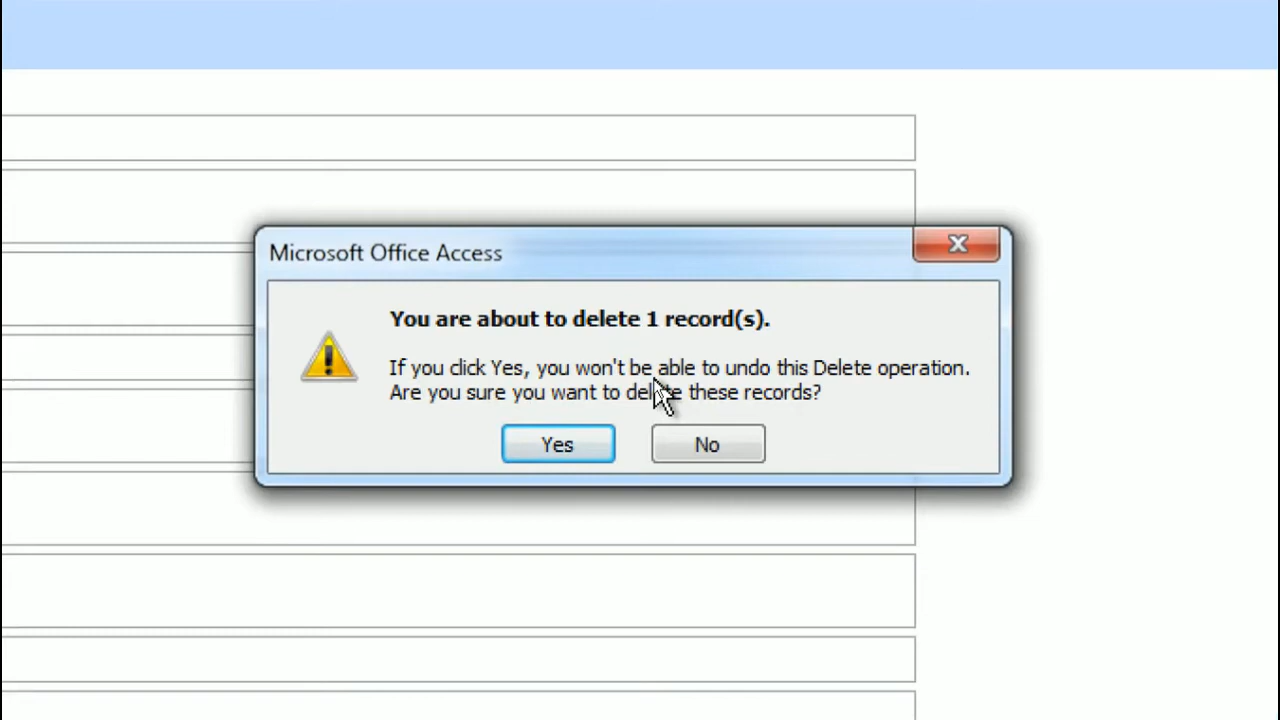 Microsoft Office Access
You are about to delete 1 record(s).
If you click Yes, you won't be able to undo this Delete operation.
Are you sure you want to delete these records?
Yes No